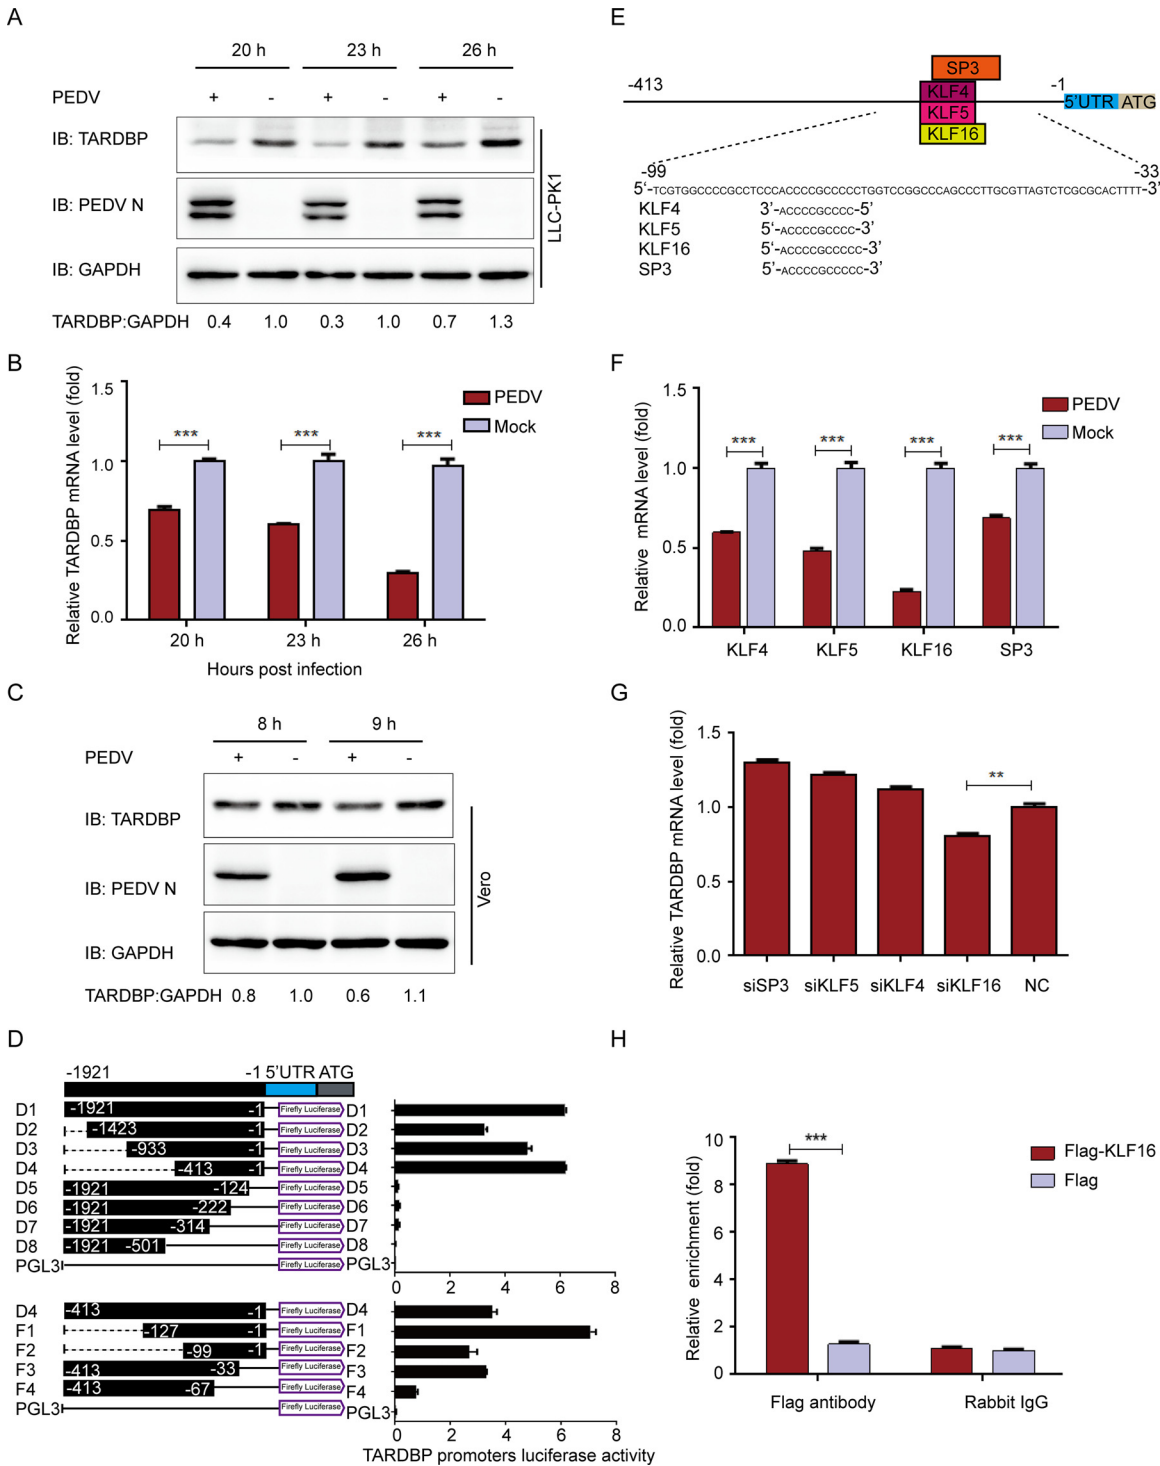 A
20 h 23 h 26 h
PEDV + - + - + -
IB: TARDBP
IB: PEDV N
IB: GAPDH
LLC-PK1
TARDBP:GAPDH 0.4 1.0 0.3 1.0 0.7 1.3
B
Relative TARDBP mRNA level (fold)
1.5
1.0
0.5
0.0
*** *** ***
PEDV
Mock
20 h 23 h 26 h
Hours post infection
C
8 h 9 h
PEDV + - + -
IB: TARDBP
IB: PEDV N
IB: GAPDH
Vero
TARDBP:GAPDH 0.8 1.0 0.6 1.1
D
-1921 -1 5'UTR ATG
D1 -1921 -1 Firefly Luciferase D1
D2 -1423 -1 Firefly Luciferase D2
D3 -933 -1 Firefly Luciferase D3
D4 -413 -1 Firefly Luciferase D4
D5 -1921 -124 Firefly Luciferase D5
D6 -1921 -222 Firefly Luciferase D6
D7 -1921 -314 Firefly Luciferase D7
D8 -1921 -501 Firefly Luciferase D8
PGL3 Firefly Luciferase PGL3
0 2 4 6 8
D4 -413 -1 Firefly Luciferase D4
F1 -127 -1 Firefly Luciferase F1
F2 -99 -1 Firefly Luciferase F2
F3 -413 -33 Firefly Luciferase F3
F4 -413 -67 Firefly Luciferase F4
PGL3 Firefly Luciferase PGL3
0 2 4 6 8
TARDBP promoters luciferase activity
E
SP3
-413 KLF4 -1
KLF5 5'UTR ATG
KLF16
-99 -33
5'-TCGTGGCCCCGCCTCCCACCCCGCCCCCTGGTCCGGCCCAGCCCTTGCGTTAGTCTCGCGCACTTTT-3'
KLF4 3'-ACCCCGCCCC-5'
KLF5 5'-ACCCCGCCCC-3'
KLF16 5'-ACCCCGCCCCC-3'
SP3 5'-ACCCCGCCCCC-3'
F
Relative mRNA level (fold)
1.5
1.0
0.5
0.0
*** *** *** ***
PEDV
Mock
KLF4 KLF5 KLF16 SP3
G
Relative TARDBP mRNA level (fold)
1.5
1.0
0.5
0.0
**
siSP3 siKLF5 siKLF4 siKLF16 NC
H
Relative enrichment (fold)
10
8
6
4
2
0
***
Flag-KLF16
Flag
Flag antibody Rabbit IgG